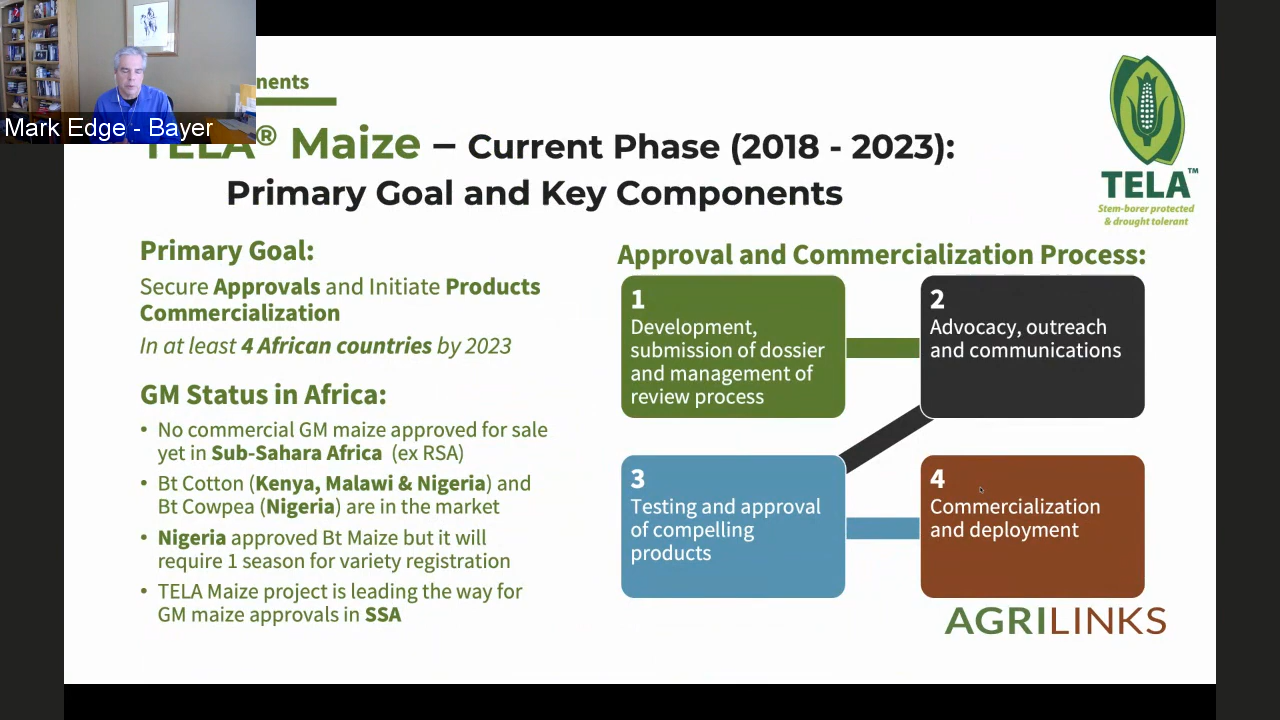 Mark Edge - Bayer
nents
TELA® Maize – Current Phase (2018 - 2023):
Primary Goal and Key Components
TELA™
Stem-borer protected
& drought tolerant
Primary Goal:
Secure Approvals and Initiate Products
Commercialization
In at least 4 African countries by 2023
GM Status in Africa:
• No commercial GM maize approved for sale
yet in Sub-Sahara Africa (ex RSA)
• Bt Cotton (Kenya, Malawi & Nigeria) and
Bt Cowpea (Nigeria) are in the market
• Nigeria approved Bt Maize but it will
require 1 season for variety registration
• TELA Maize project is leading the way for
GM maize approvals in SSA
Approval and Commercialization Process:
1
Development,
submission of dossier
and management of
review process
2
Advocacy, outreach
and communications
3
Testing and approval
of compelling
products
4
Commercialization
and deployment
AGRILINKS